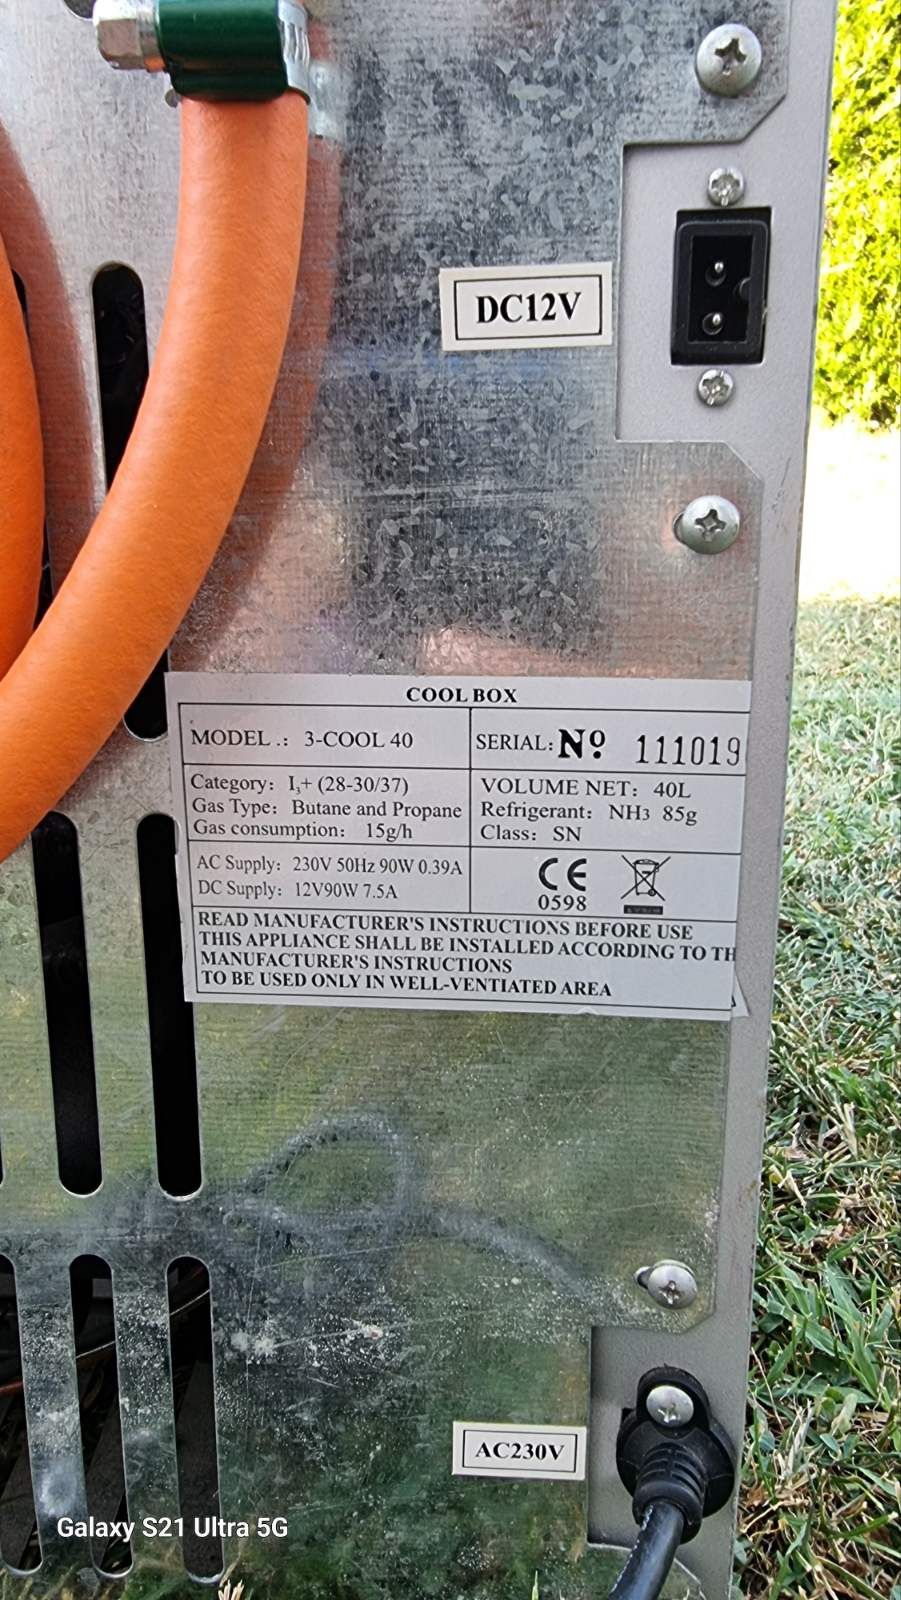 DC12V
COOL BOX
MODEL .: 3-COOL 40
SERIAL: Nº 111019
Category: I₃+ (28-30/37)
Gas Type: Butane and Propane
Gas consumption: 15g/h
VOLUME NET: 40L
Refrigerant: NH3 85g
Class: SN
AC Supply: 230V 50Hz 90W 0.39A
DC Supply: 12V90W 7.5A
CE
0598
READ MANUFACTURER'S INSTRUCTIONS BEFORE USE
THIS APPLIANCE SHALL BE INSTALLED ACCORDING TO TH
MANUFACTURER'S INSTRUCTIONS
TO BE USED ONLY IN WELL-VENTIATED AREA
AC230V
Galaxy S21 Ultra 5G